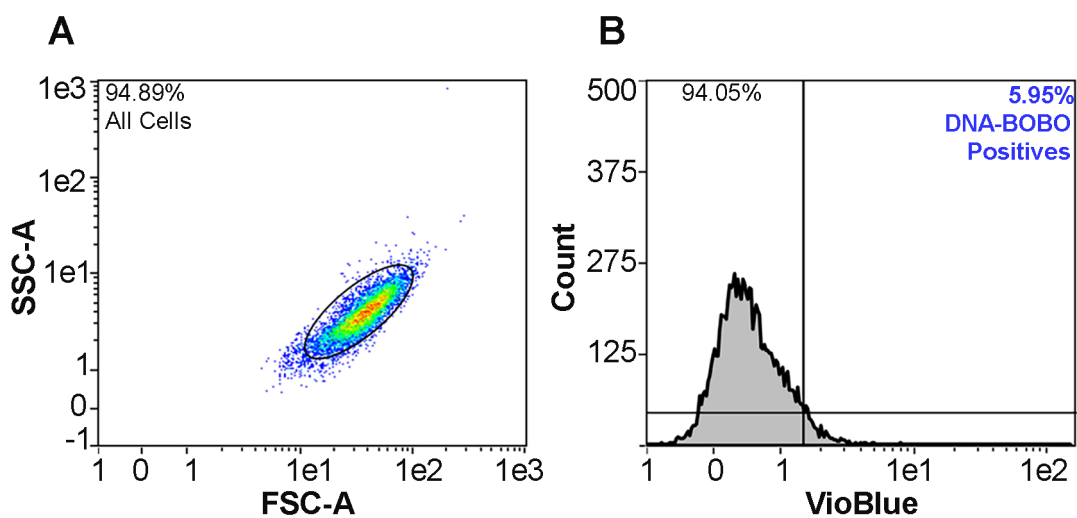 A
94.89%
All Cells
1e3
1e2
1e1
1
0
-1
SSC-A
1 0 1 1e1 1e2 1e3
FSC-A
B
94.05%
5.95%
DNA-BOBO
Positives
500
375
275
125
Count
1 0 1 1e1 1e2
VioBlue